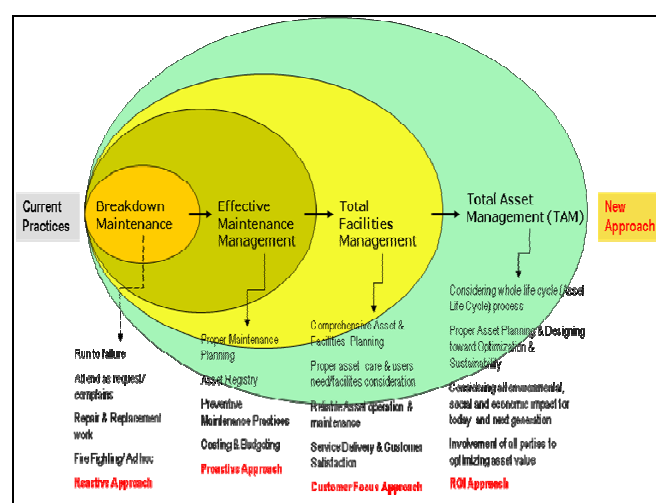 Current
Practices
Breakdown
Maintenance
Effective
Maintenance
Management
Total
Facilities
Management
Total Asset
Management (TAM)
New
Approach
Run to failure
Attend as request/
complains
Repair & Replacement
work
Fire Fighting/ Ad hoc
Reactive Approach
Proper Maintenance
Planning
Asset Registry
Preventive
Maintenance Practices
Costing & Budgeting
Proactive Approach
Comprehensive Asset &
Facilities Planning
Proper asset care & users
need/facilites consideration
Reliable Asset operation &
maintenance
Service Delivery & Customer
Satisfaction
Customer Focus Approach
Considering whole life cycle (Asset
Life Cycle) process
Proper Asset Planning & Designing
toward Optimization &
Sustainability
Considering all environmental,
social and economic impact for
today and next generation
Involvement of all parties to
optimizing asset value
ROI Approach